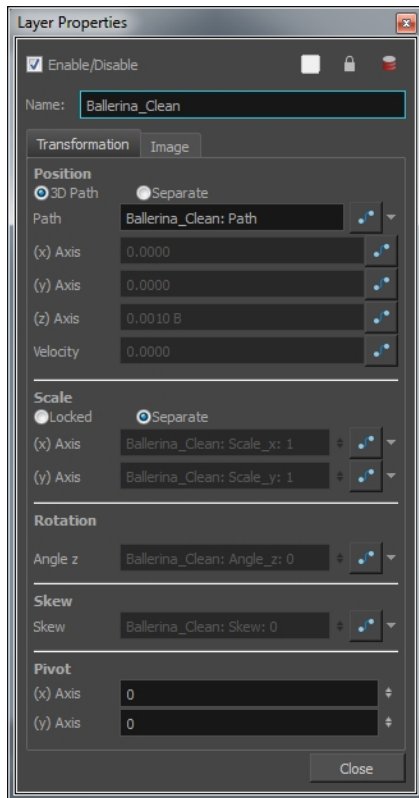 Layer Properties
Enable/Disable
Name: Ballerina_Clean
Transformation Image
Position
3D Path Separate
Path Ballerina_Clean: Path
(x) Axis 0.0000
(y) Axis 0.0000
(z) Axis 0.0010 B
Velocity 0.0000
Scale
Locked Separate
(x) Axis Ballerina_Clean: Scale_x: 1
(y) Axis Ballerina_Clean: Scale_y: 1
Rotation
Angle z Ballerina_Clean: Angle_z: 0
Skew
Skew Ballerina_Clean: Skew: 0
Pivot
(x) Axis 0
(y) Axis 0
Close